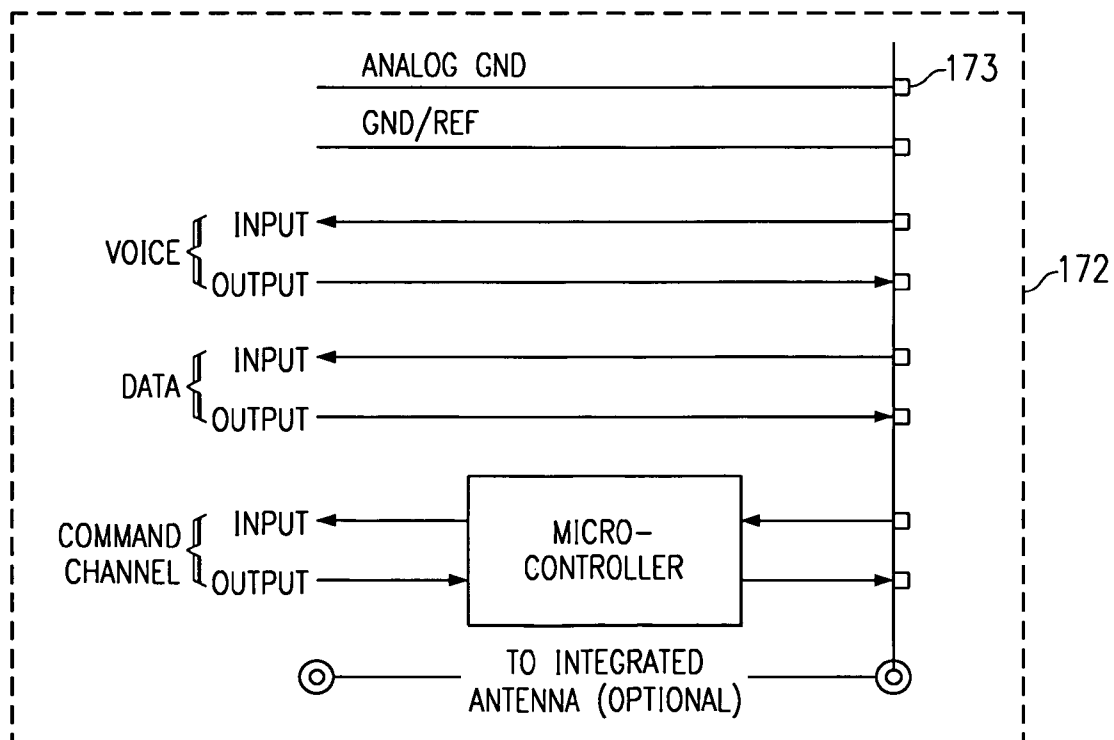 ANALOG GND
173
GND/REF
VOICE
INPUT
OUTPUT
172
DATA
INPUT
OUTPUT
COMMAND
CHANNEL
INPUT
OUTPUT
MICRO-
CONTROLLER
TO INTEGRATED
ANTENNA (OPTIONAL)